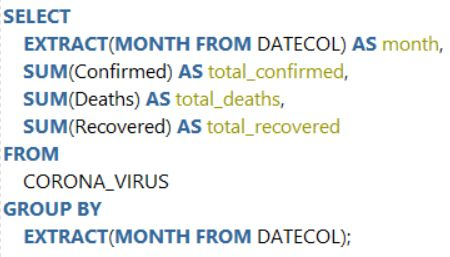 SELECT
EXTRACT(MONTH FROM DATECOL) AS month,
SUM(Confirmed) AS total_confirmed,
SUM(Deaths) AS total_deaths,
SUM(Recovered) AS total_recovered
FROM
CORONA_VIRUS
GROUP BY
EXTRACT(MONTH FROM DATECOL);